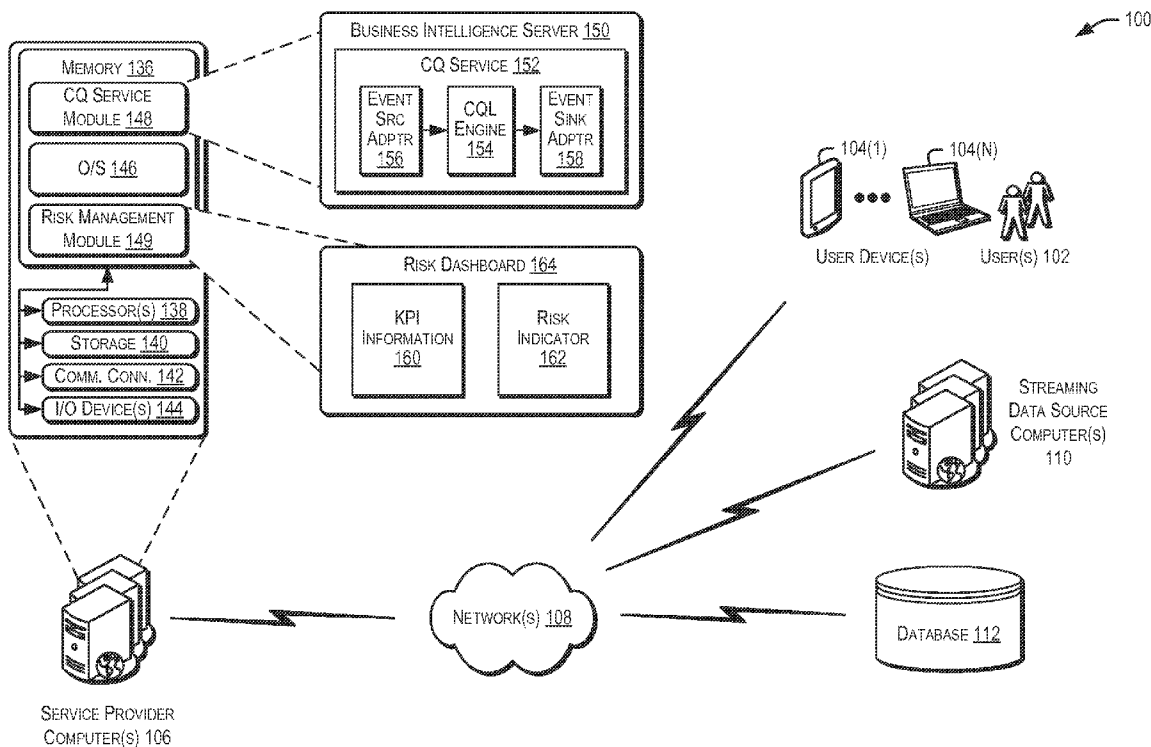 100
MEMORY 136
CQ SERVICE
MODULE 148
O/S 146
RISK MANAGEMENT
MODULE 149
PROCESSOR(S) 138
STORAGE 140
COMM. CONN. 142
I/O DEVICE(S) 144
BUSINESS INTELLIGENCE SERVER 150
CQ SERVICE 152
EVENT
SRC
ADPTR
156
CQL
ENGINE
154
EVENT
SINK
ADPTR
158
RISK DASHBOARD 164
KPI
INFORMATION
160
RISK
INDICATOR
162
104(1)
104(N)
USER DEVICE(S)
USER(S) 102
STREAMING
DATA SOURCE
COMPUTER(S)
110
NETWORK(S) 108
DATABASE 112
SERVICE PROVIDER
COMPUTER(S) 106